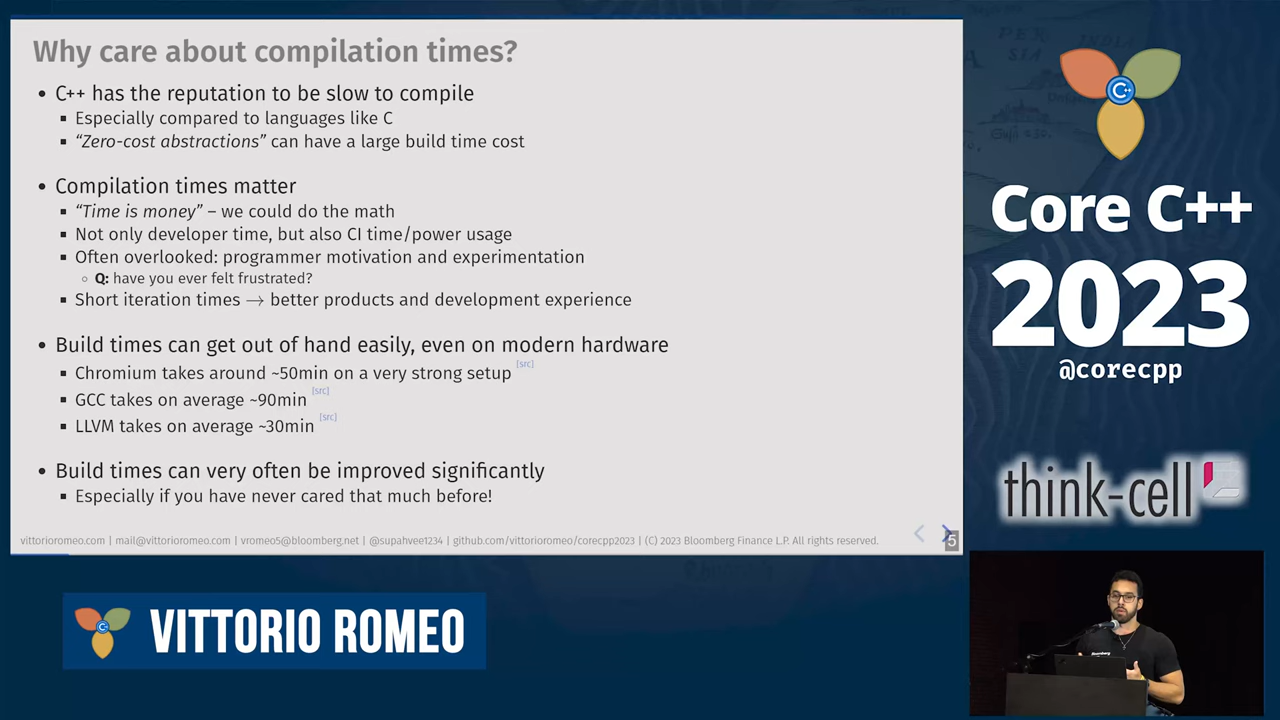 Why care about compilation times?
• C++ has the reputation to be slow to compile
▪ Especially compared to languages like C
▪ “Zero-cost abstractions” can have a large build time cost
• Compilation times matter
▪ “Time is money” – we could do the math
▪ Not only developer time, but also CI time/power usage
▪ Often overlooked: programmer motivation and experimentation
◦ Q: have you ever felt frustrated?
▪ Short iteration times → better products and development experience
• Build times can get out of hand easily, even on modern hardware
▪ Chromium takes around ~50min on a very strong setup [src]
▪ GCC takes on average ~90min [src]
▪ LLVM takes on average ~30min [src]
• Build times can very often be improved significantly
▪ Especially if you have never cared that much before!
vittorioromeo.com | mail@vittorioromeo.com | vromeo5@bloomberg.net | @supahvee1234 | github.com/vittorioromeo/corecpp2023 | (C) 2023 Bloomberg Finance L.P. All rights reserved.
5
C++
Core C++
2023
@corecpp
think-cell
Bloomberg
C++
VITTORIO ROMEO